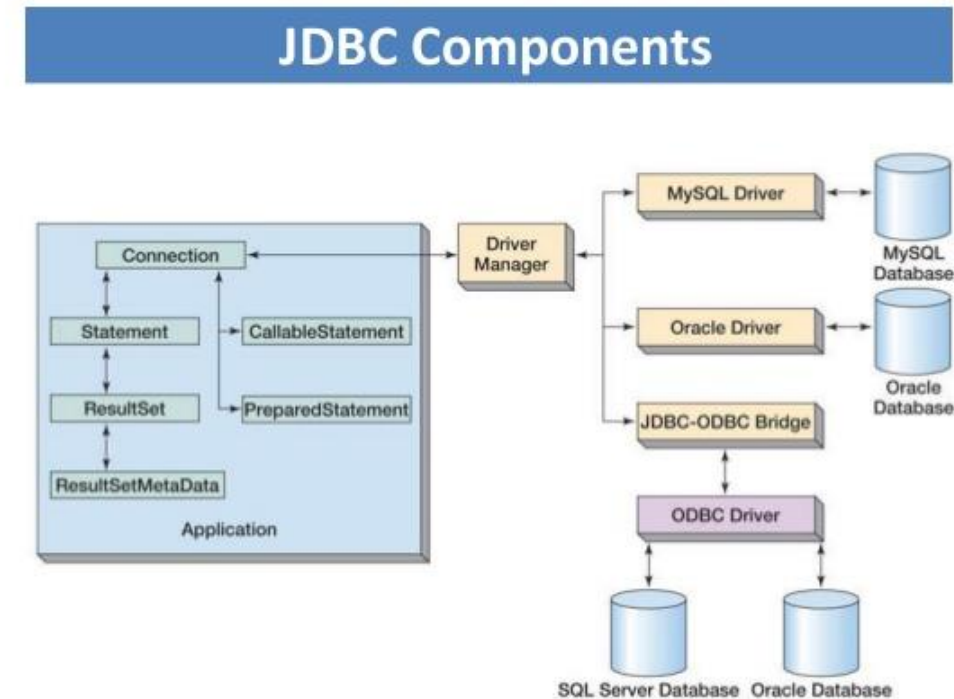 JDBC Components
Connection
Statement
ResultSet
ResultSetMetaData
CallableStatement
PreparedStatement
Application
Driver
Manager
MySQL Driver
MySQL
Database
Oracle Driver
Oracle
Database
JDBC-ODBC Bridge
ODBC Driver
SQL Server Database
Oracle Database